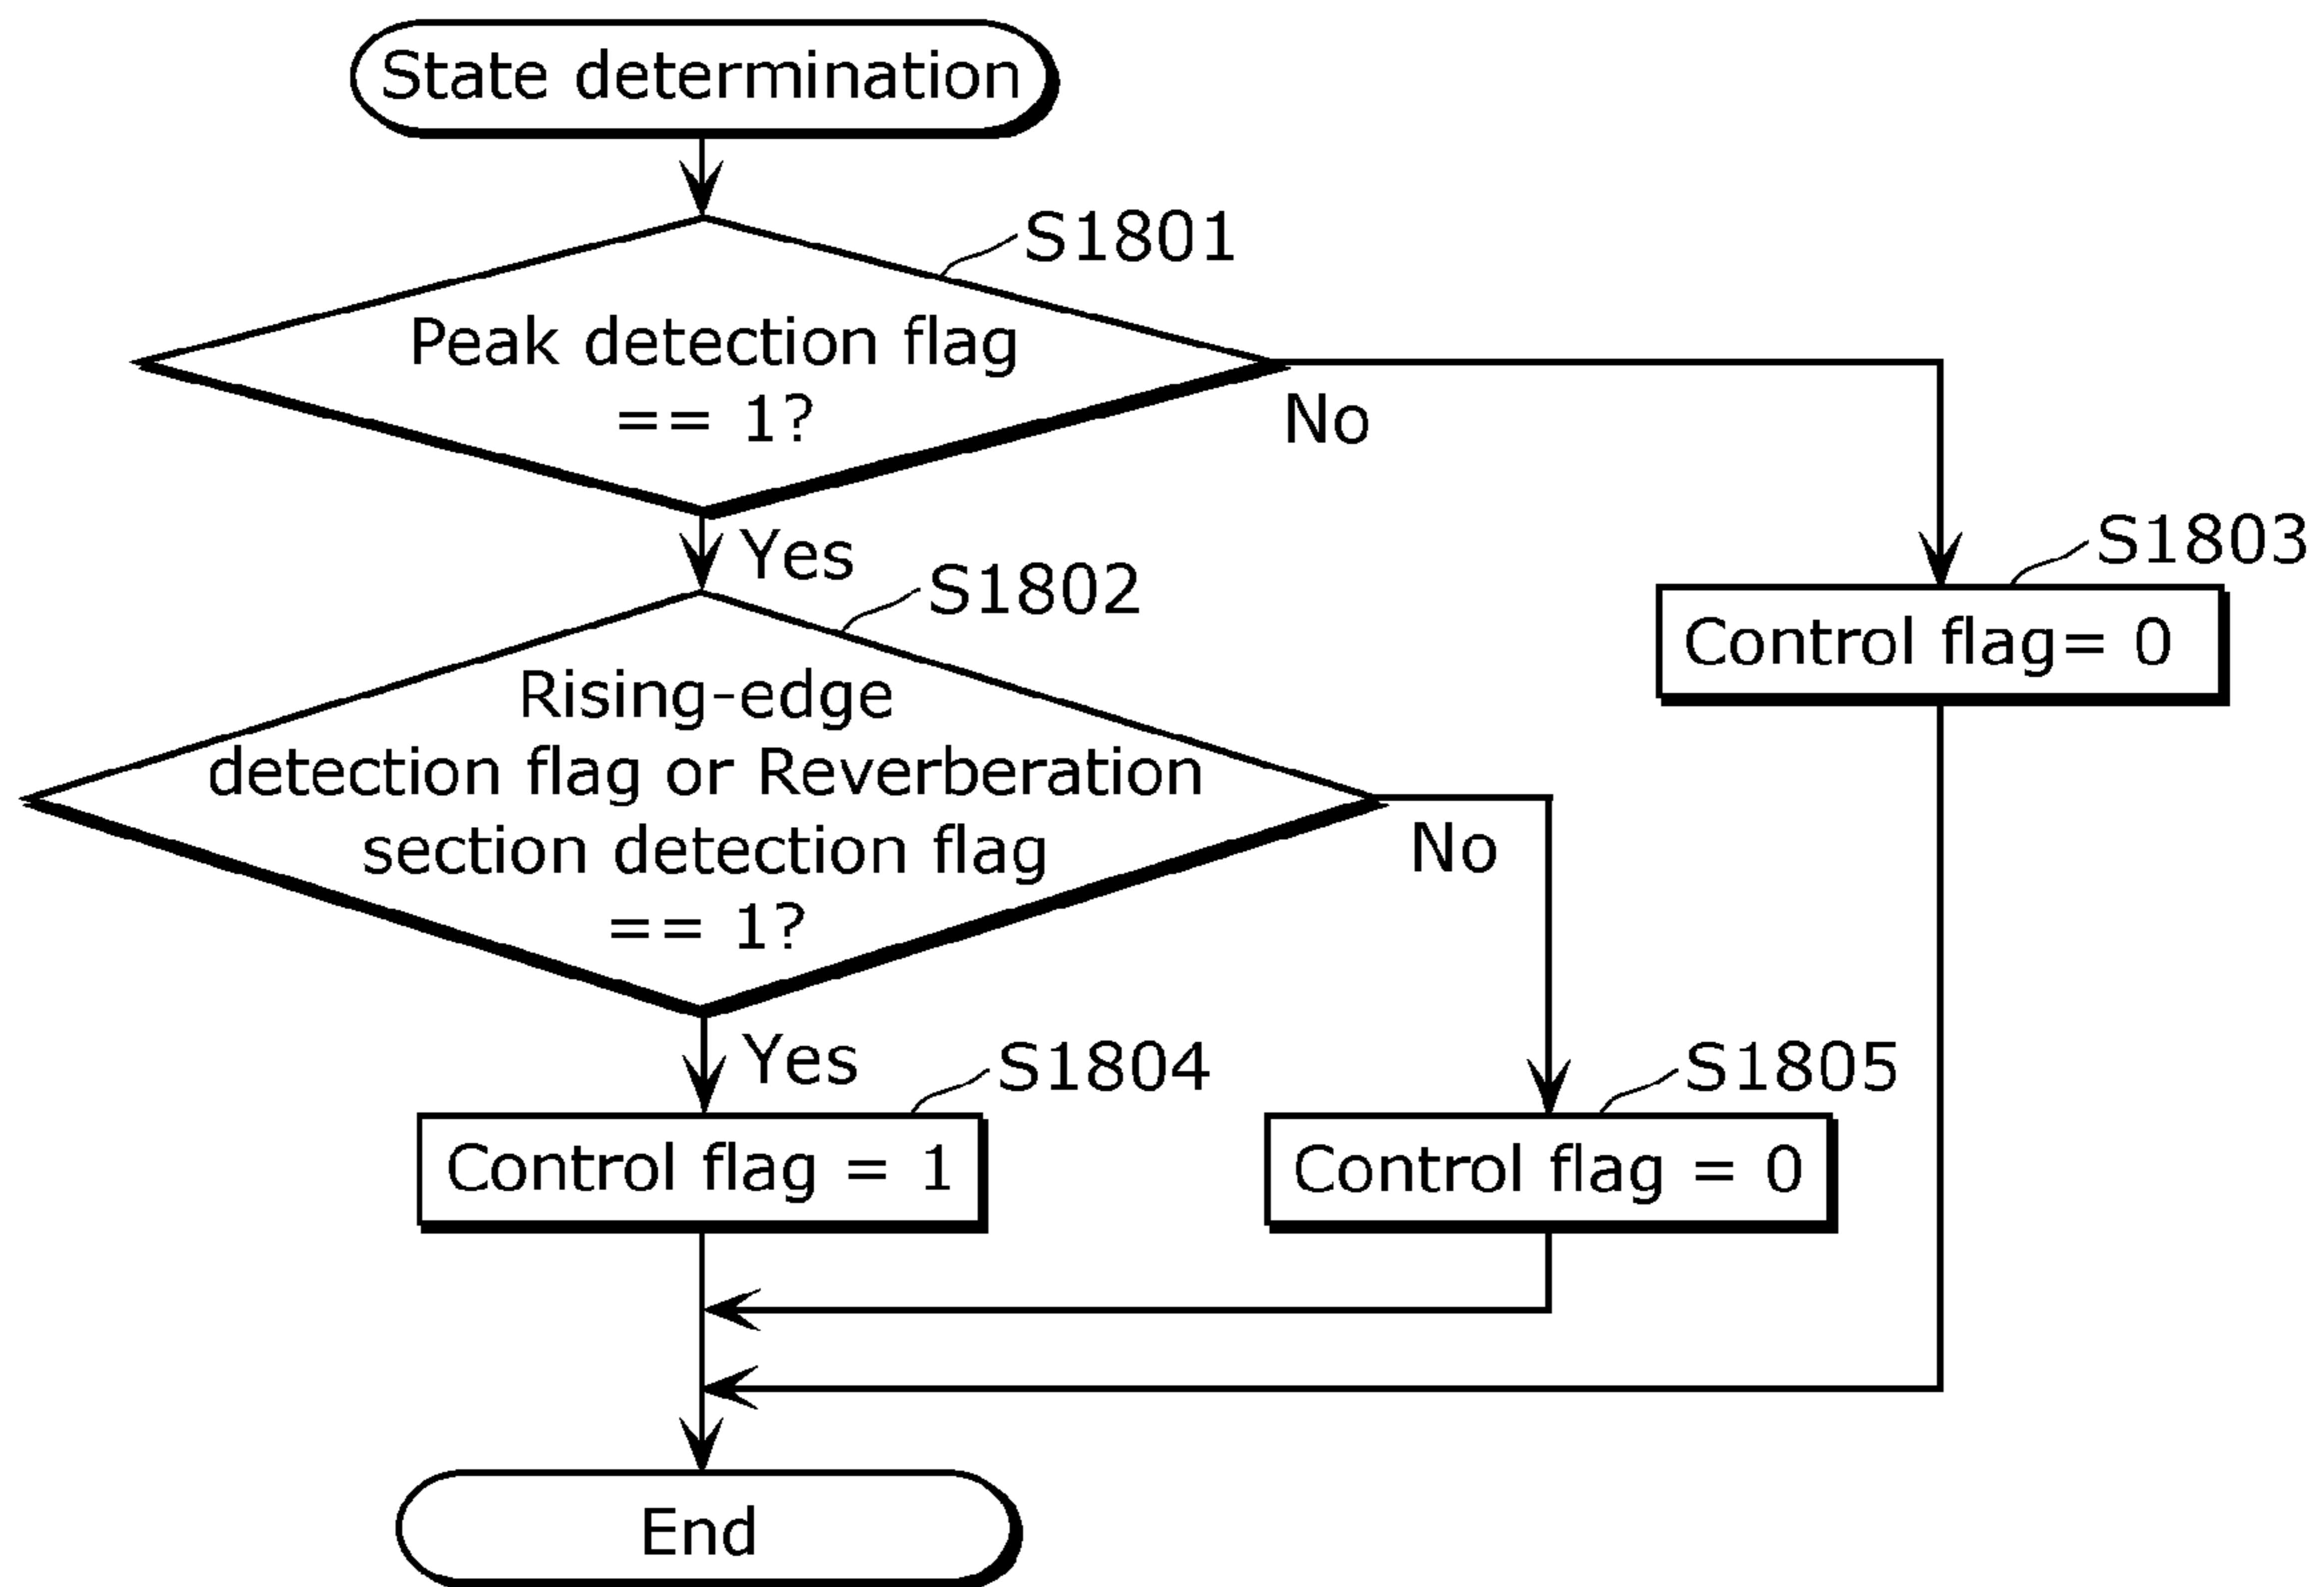 State determination
S1801
Peak detection flag
== 1?
No
Yes
S1802
S1803
Control flag= 0
Rising-edge
detection flag or Reverberation
section detection flag
== 1?
No
Yes
S1804
S1805
Control flag = 1
Control flag = 0
End